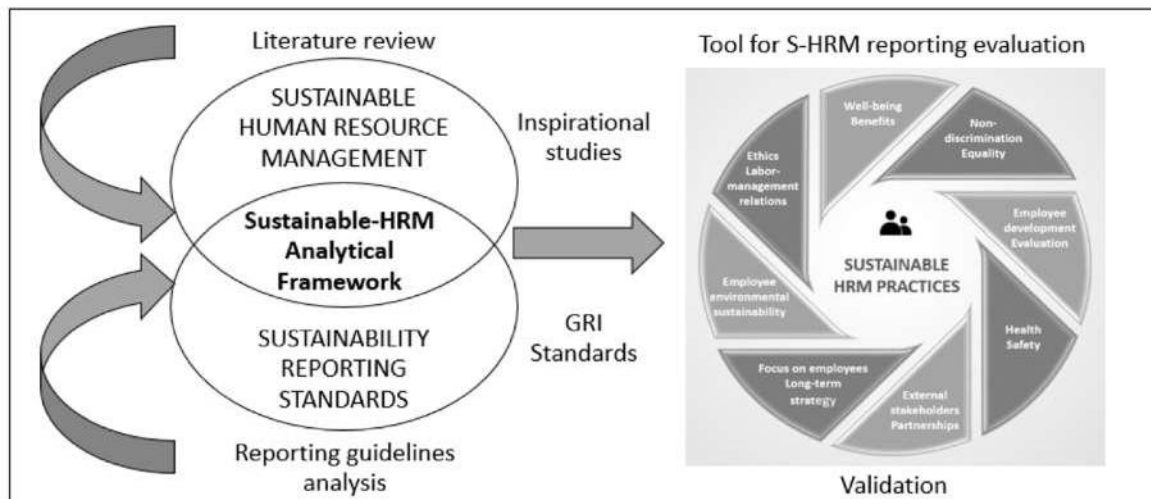 Literature review
SUSTAINABLE
HUMAN RESOURCE
MANAGEMENT
Sustainable-HRM
Analytical
Framework
SUSTAINABILITY
REPORTING
STANDARDS
Reporting guidelines
analysis
Inspirational
studies
GRI
Standards
Tool for S-HRM reporting evaluation
Well-being
Benefits
Non-
discrimination
Equality
Employee
development
Evaluation
Health
Safety
External
stakeholders
Partnerships
Focus on employees
Long-term
strategy
Employee
environmental
sustainability
Ethics
Labor-
management
relations
SUSTAINABLE
HRM PRACTICES
Validation